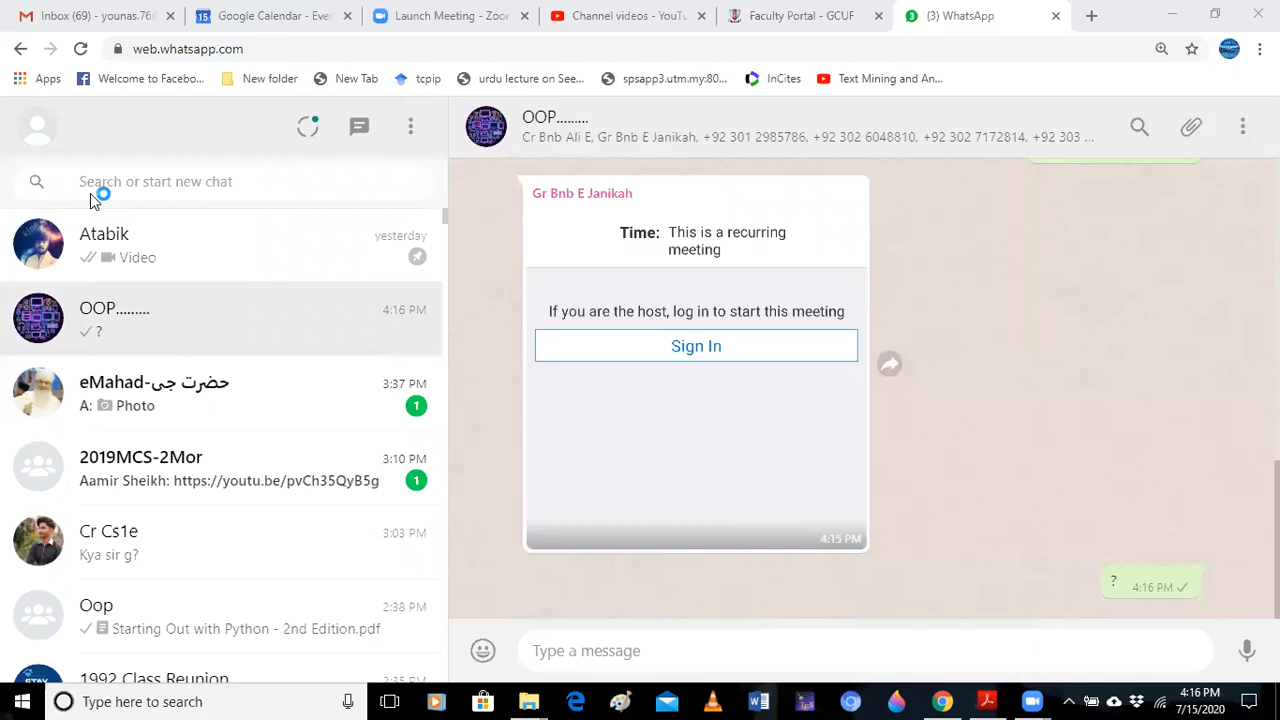 Inbox (69) - younas.76@
Google Calendar - Ever
Launch Meeting - Zoor
Channel videos - YouT
Faculty Portal - GCUF
(3) WhatsApp
web.whatsapp.com
Apps
Welcome to Facebo...
New folder
New Tab
tcpip
urdu lecture on See...
spsapp3.utm.my:80...
InCites
Text Mining and An...
OOP.........
Cr Bnb Ali E, Gr Bnb E Janikah, +92 301 2985786, +92 302 6048810, +92 302 7172814, +92 303 ...
Search or start new chat
Atabik
yesterday
Video
OOP.........
4:16 PM
?
eMahad-حضرت جی
3:37 PM
A: Photo
1
2019MCS-2Mor
3:10 PM
Aamir Sheikh: https://youtu.be/pvCh35QyB5g
1
Cr Cs1e
3:03 PM
Kya sir g?
Oop
2:38 PM
Starting Out with Python - 2nd Edition.pdf
1992 Class Reunion
2:35 PM
Gr Bnb E Janikah
Time: This is a recurring
meeting
If you are the host, log in to start this meeting
Sign In
4:15 PM
?
4:16 PM
Type a message
Type here to search
4:16 PM
7/15/2020